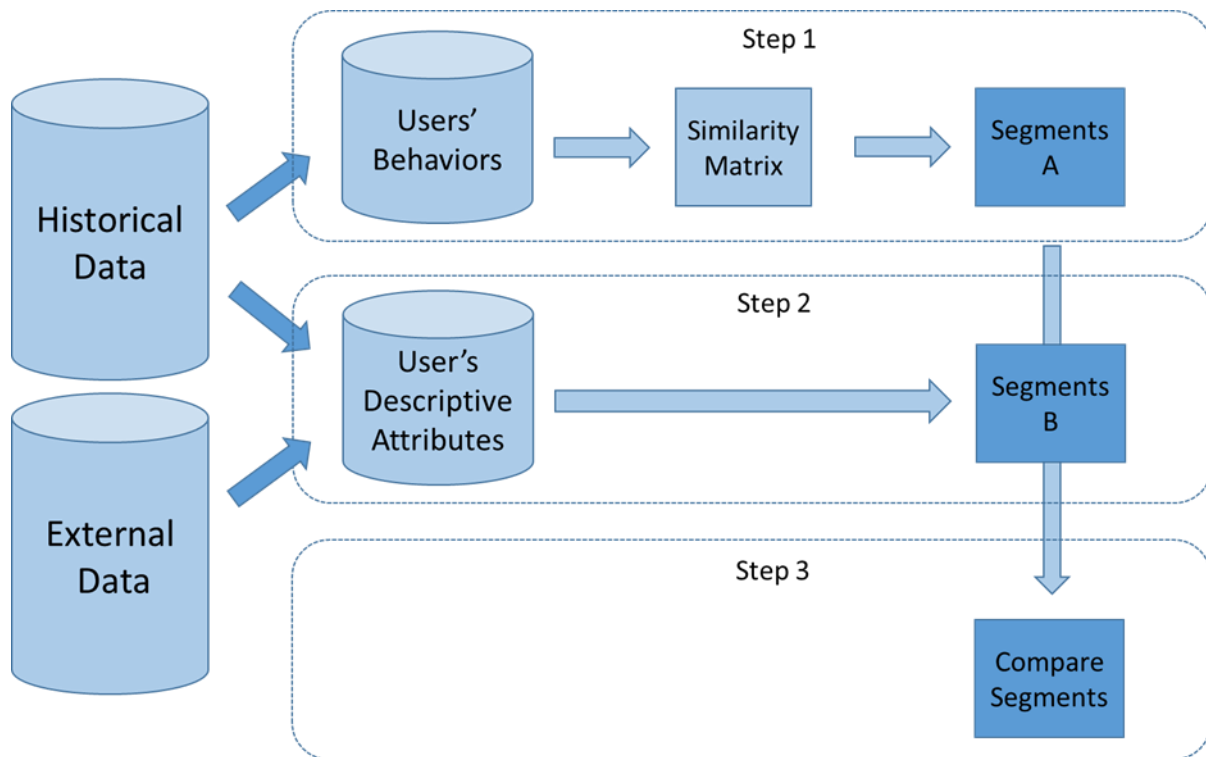 Step 1
Users'
Behaviors
Similarity
Matrix
Segments
A
Historical
Data
Step 2
User's
Descriptive
Attributes
Segments
B
External
Data
Step 3
Compare
Segments